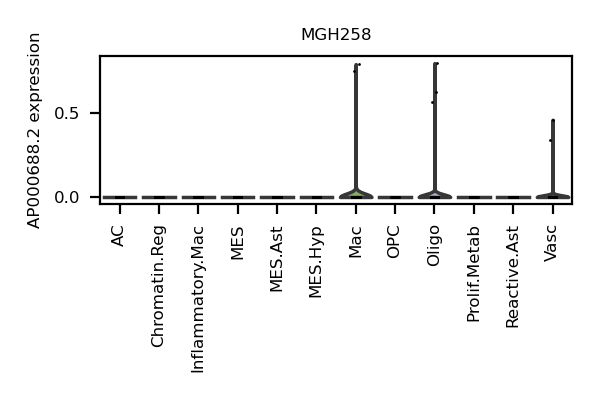 MGH258
AP000688.2 expression
0.5
0.0
AC
Chromatin.Reg
Inflammatory.Mac
MES
MES.Ast
MES.Hyp
Mac
OPC
Oligo
Prolif.Metab
Reactive.Ast
Vasc